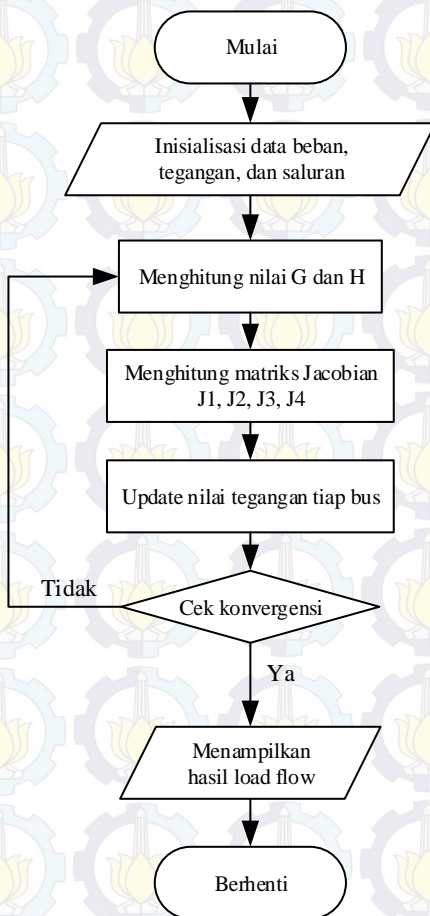 Mulai
Inisialisasi data beban,
tegangan, dan saluran
Menghitung nilai G dan H
Menghitung matriks Jacobian
J1, J2, J3, J4
Update nilai tegangan tiap bus
Cek konvergensi
Tidak
Ya
Menampilkan
hasil load flow
Berhenti